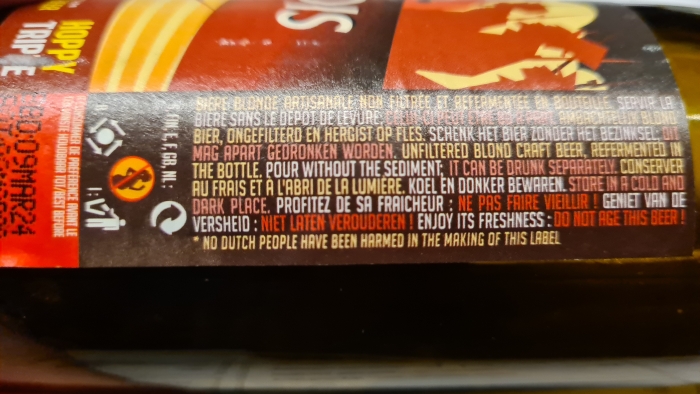 DIS
HOPPY
TRIP E
BIÈRE BLONDE ARTISANALE NON FILTRÉE ET REFERMENTÉE EN BOUTEILLE. SERVIR LA
BIÈRE SANS LE DÉPÔT DE LEVURE, AMBACHTELIJK BLOND
BIER, ONGEFILTERD EN HERGIST OP FLES. SCHENK HET BIER ZONDER HET BEZINKSEL: DIT
MAG APART GEDRONKEN WORDEN. UNFILTERED BLOND CRAFT BEER, REFERMENTED IN
THE BOTTLE. POUR WITHOUT THE SEDIMENT; IT CAN BE DRUNK SEPARATELY. CONSERVER
AU FRAIS ET À L'ABRI DE LA LUMIÈRE. KOEL EN DONKER BEWAREN. STORE IN A COLD AND
DARK PLACE. PROFITEZ DE SA FRAICHEUR : NE PAS FAIRE VIEILLIR ! GENIET VAN DE
VERSHEID : NIET LATEN VEROUDEREN ! ENJOY ITS FRESHNESS : DO NOT AGE THIS BEER !
* NO DUTCH PEOPLE HAVE BEEN HARMED IN THE MAKING OF THIS LABEL
09MAR24